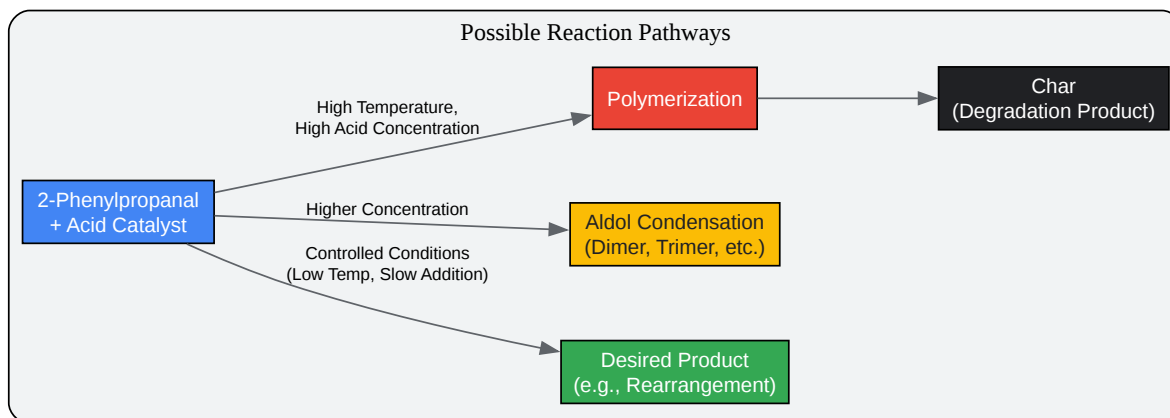 Possible Reaction Pathways
High Temperature,
High Acid Concentration
Polymerization
Char
(Degradation Product)
2-Phenylpropanal
+ Acid Catalyst
Higher Concentration
Aldol Condensation
(Dimer, Trimer, etc.)
Controlled Conditions
(Low Temp, Slow Addition)
Desired Product
(e.g., Rearrangement)